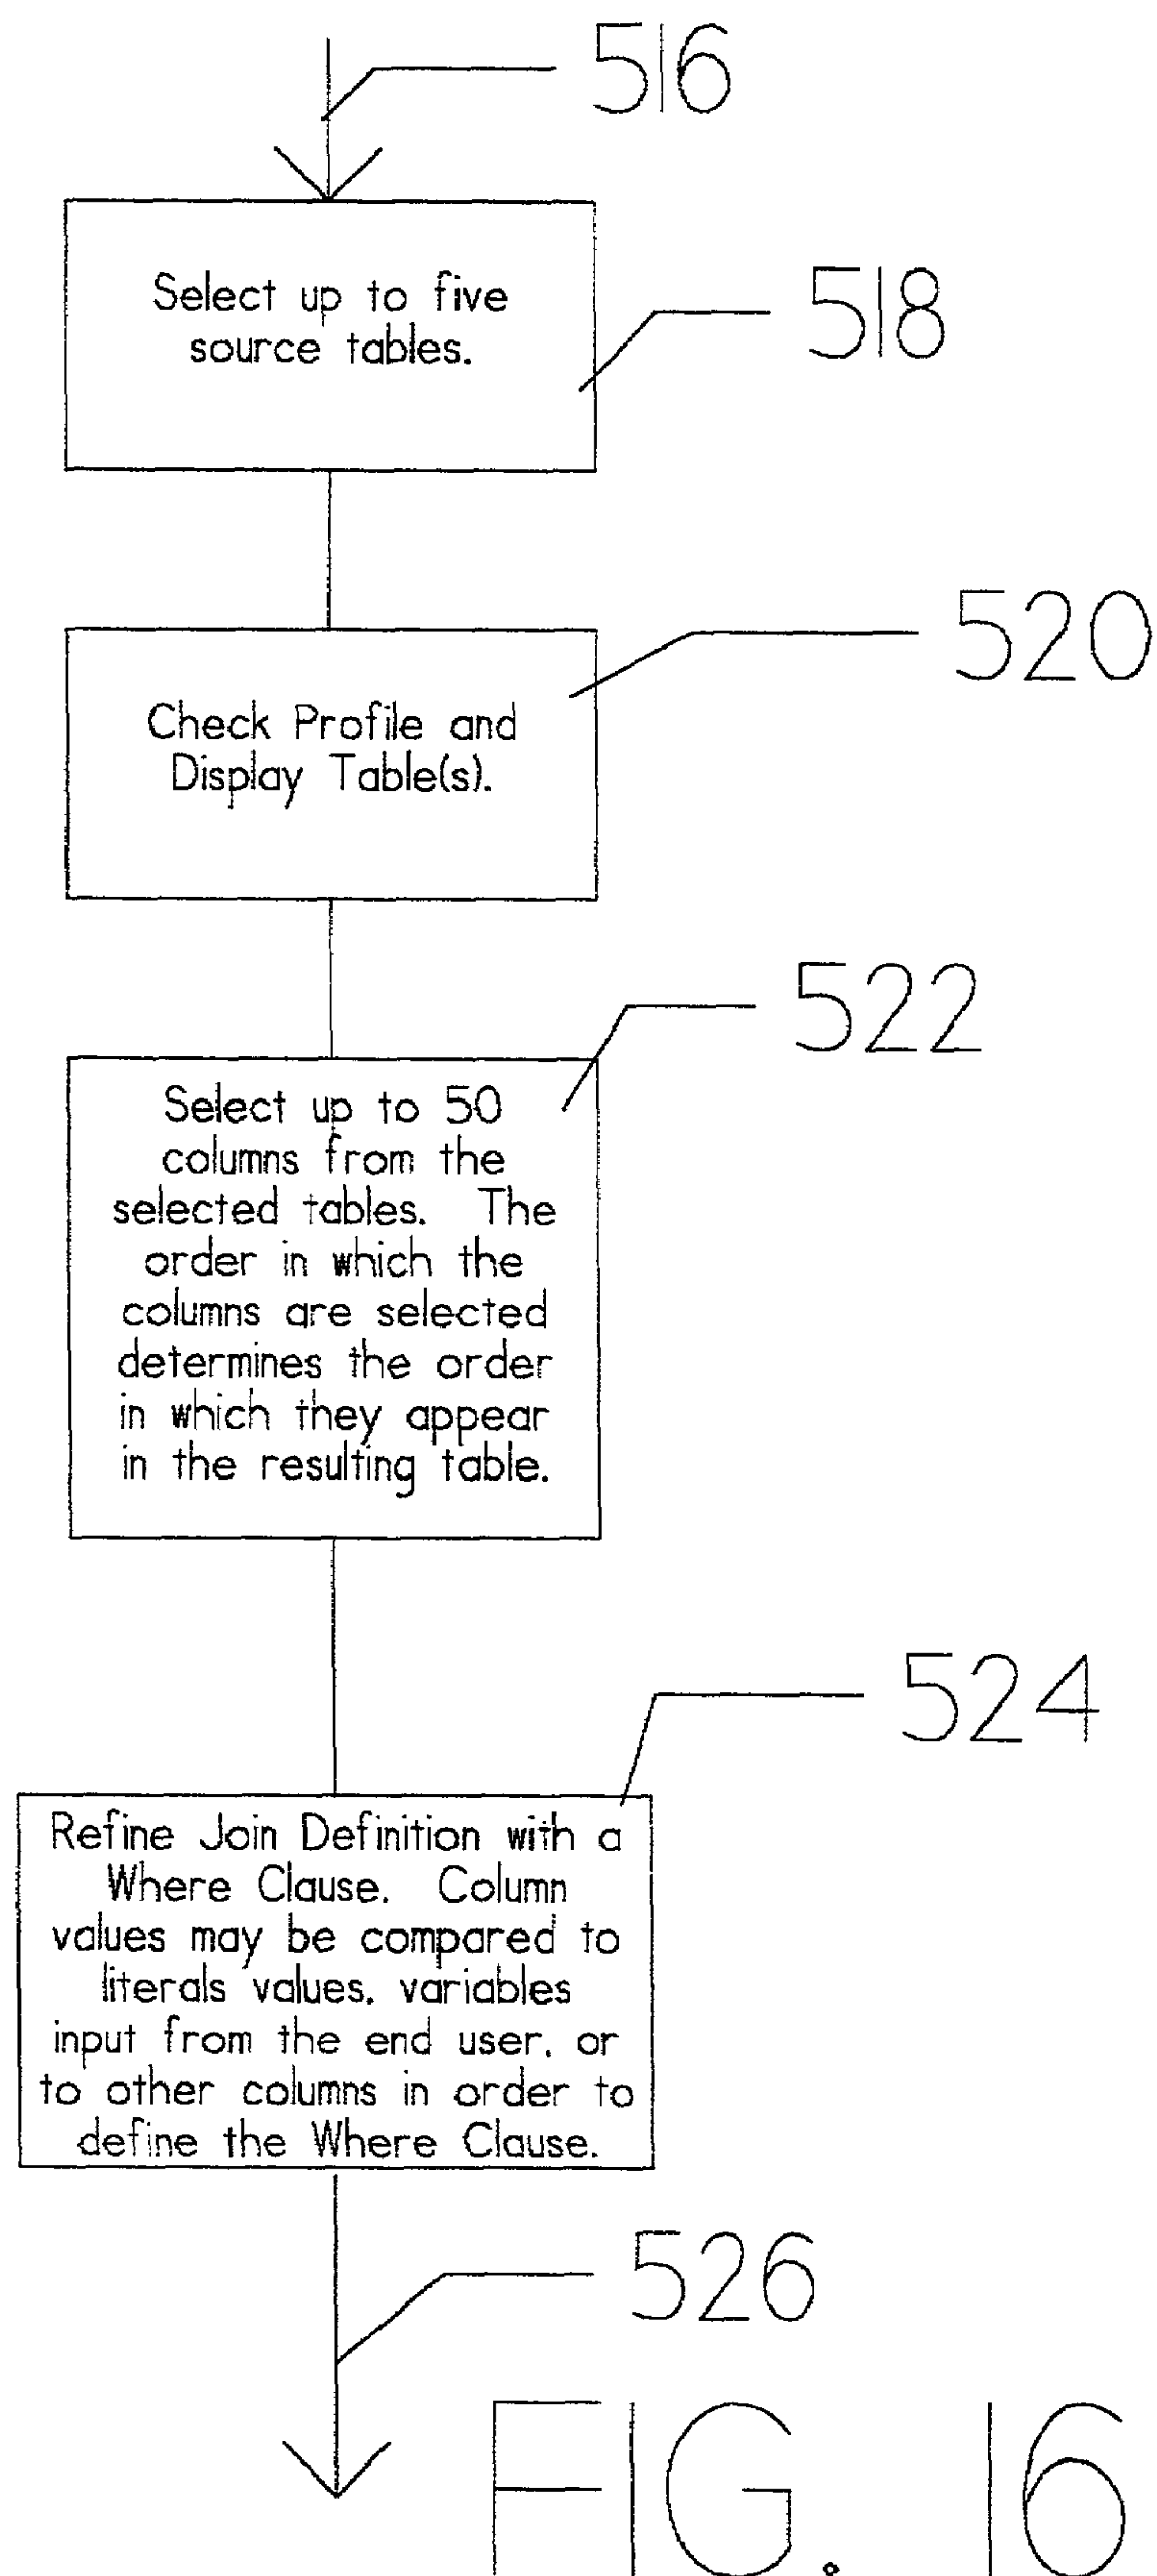 516
Select up to five
source tables.
518
Check Profile and
Display Table(s).
520
522
Select up to 50
columns from the
selected tables. The
order in which the
columns are selected
determines the order
in which they appear
in the resulting table.
524
Refine Join Definition with a
Where Clause. Column
values may be compared to
literals values, variables
input from the end user, or
to other columns in order to
define the Where Clause.
526
FIG. 16